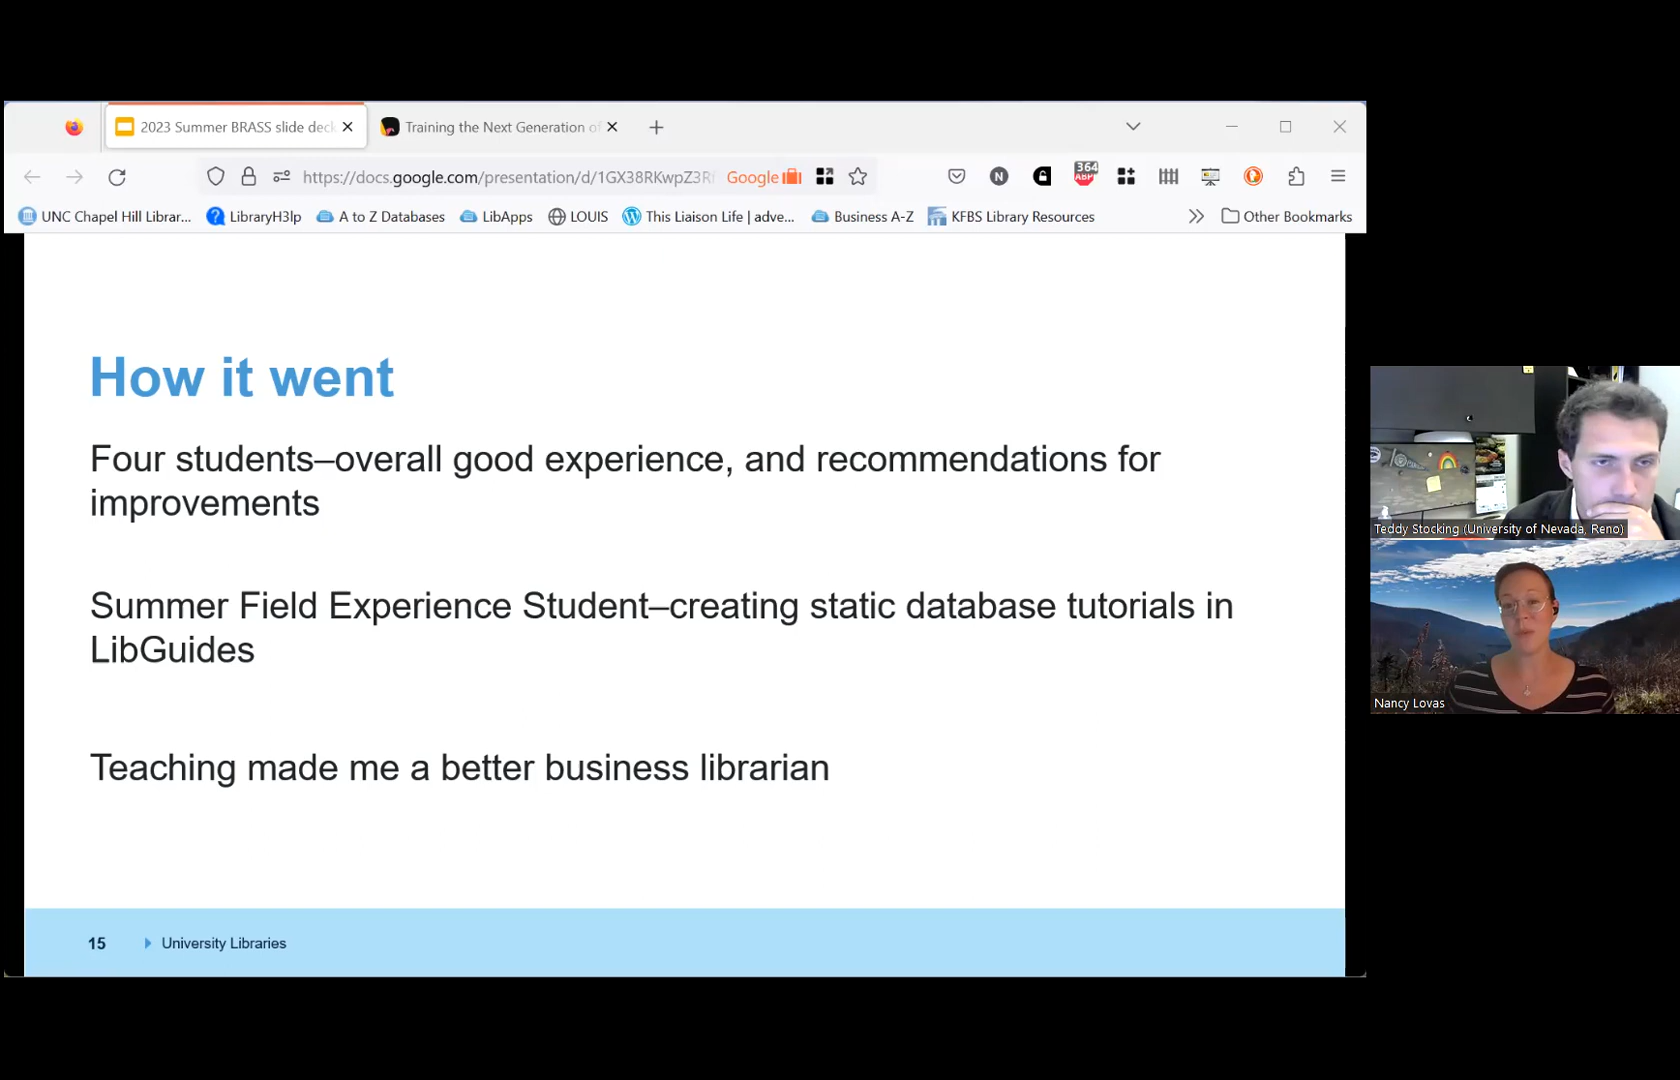 2023 Summer BRASS slide deck
Training the Next Generation of
https://docs.google.com/presentation/d/1GX38RKwpZ3R
Google
N
364
ABP
UNC Chapel Hill Librar...
LibraryH3lp
A to Z Databases
LibApps
LOUIS
This Liaison Life | adve...
Business A-Z
KFBS Library Resources
Other Bookmarks
How it went
Four students–overall good experience, and recommendations for
improvements
Summer Field Experience Student–creating static database tutorials in
LibGuides
Teaching made me a better business librarian
15
University Libraries
Teddy Stocking (University of Nevada, Reno)
Nancy Lovas